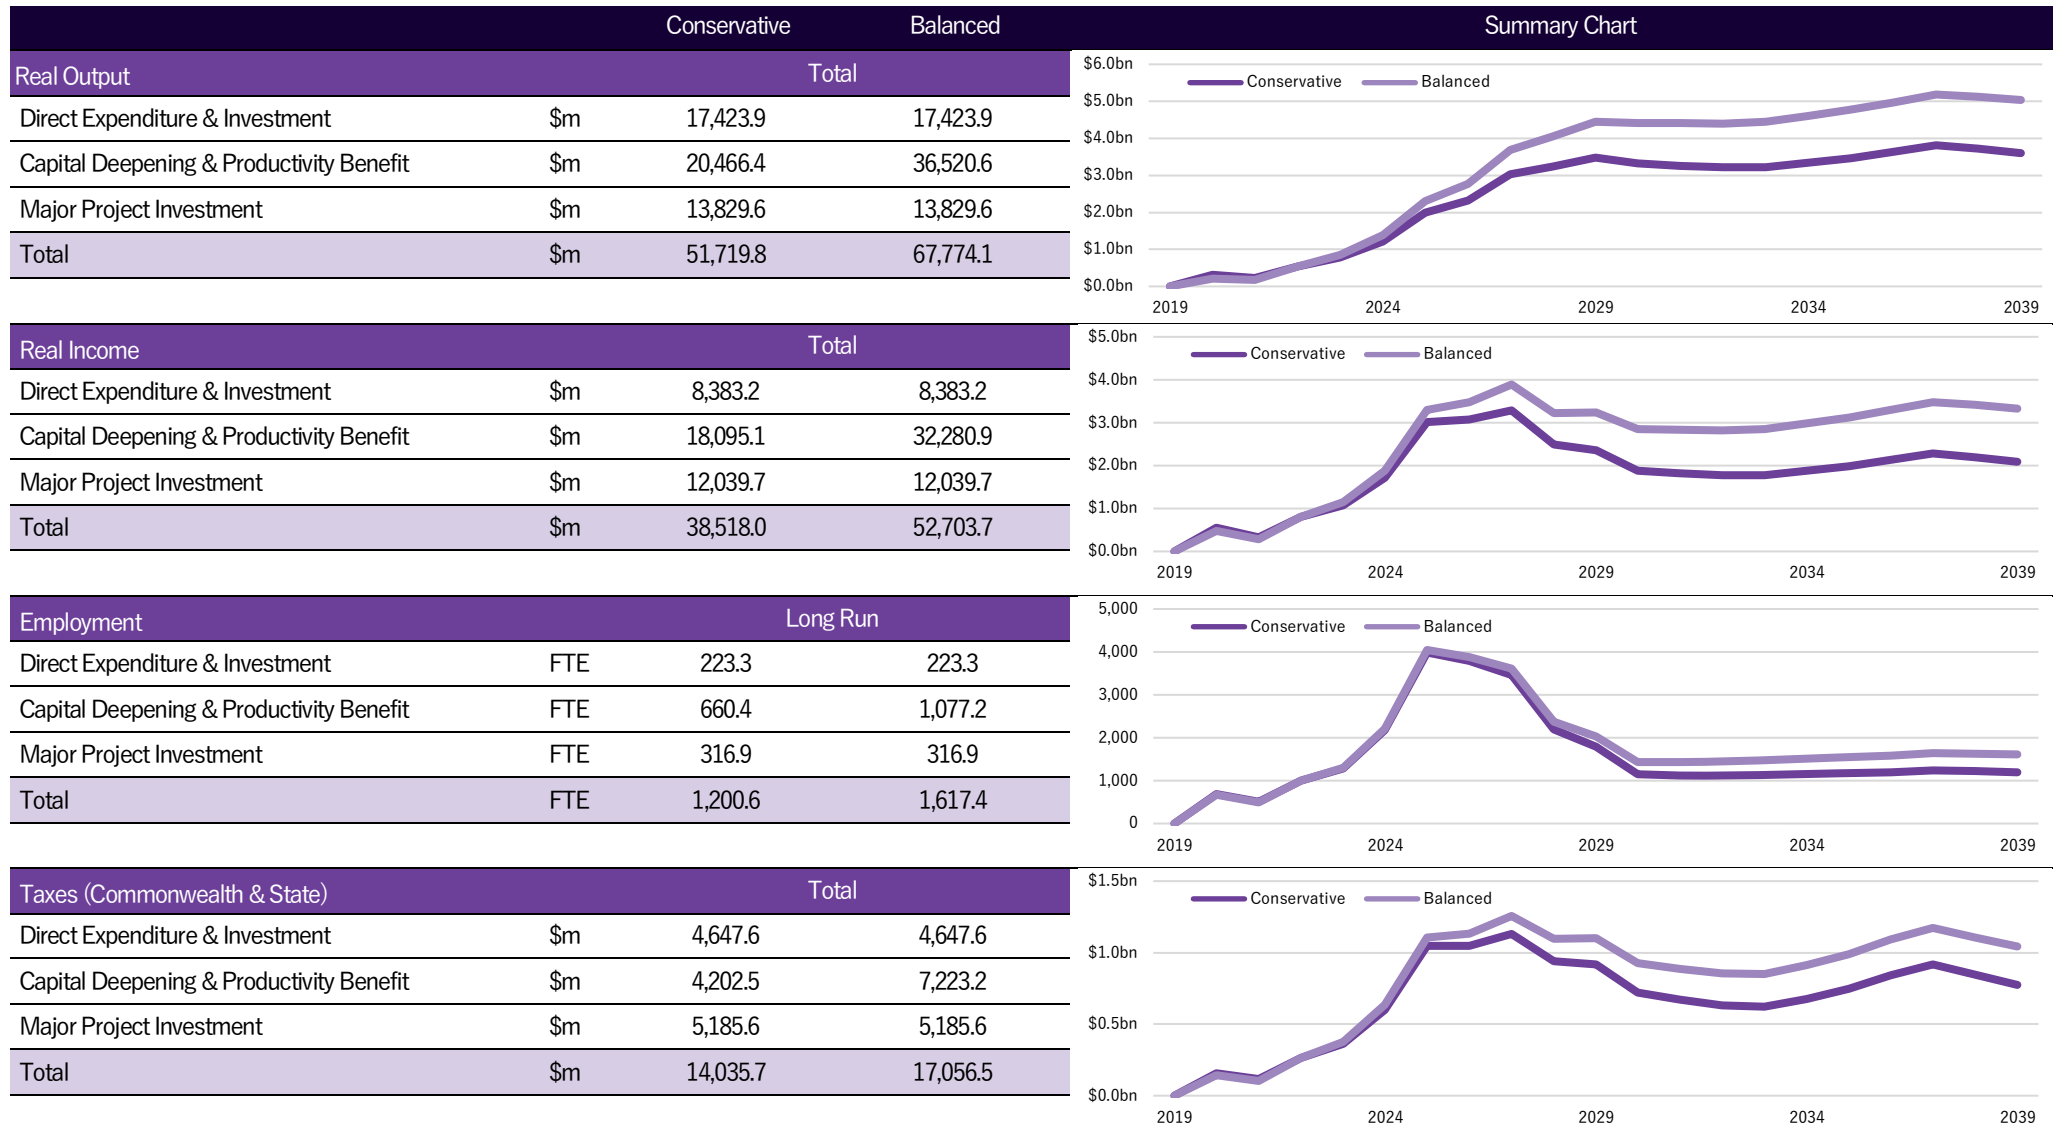 Conservative Balanced Summary Chart
Real Output Total
Direct Expenditure & Investment $m 17,423.9 17,423.9
Capital Deepening & Productivity Benefit $m 20,466.4 36,520.6
Major Project Investment $m 13,829.6 13,829.6
Total $m 51,719.8 67,774.1
$6.0bn
Conservative Balanced
$5.0bn
$4.0bn
$3.0bn
$2.0bn
$1.0bn
$0.0bn
2019 2024 2029 2034 2039
Real Income Total
Direct Expenditure & Investment $m 8,383.2 8,383.2
Capital Deepening & Productivity Benefit $m 18,095.1 32,280.9
Major Project Investment $m 12,039.7 12,039.7
Total $m 38,518.0 52,703.7
$5.0bn
Conservative Balanced
$4.0bn
$3.0bn
$2.0bn
$1.0bn
$0.0bn
2019 2024 2029 2034 2039
Employment Long Run
Direct Expenditure & Investment FTE 223.3 223.3
Capital Deepening & Productivity Benefit FTE 660.4 1,077.2
Major Project Investment FTE 316.9 316.9
Total FTE 1,200.6 1,617.4
5,000
Conservative Balanced
4,000
3,000
2,000
1,000
0
2019 2024 2029 2034 2039
Taxes (Commonwealth & State) Total
Direct Expenditure & Investment $m 4,647.6 4,647.6
Capital Deepening & Productivity Benefit $m 4,202.5 7,223.2
Major Project Investment $m 5,185.6 5,185.6
Total $m 14,035.7 17,056.5
$1.5bn
Conservative Balanced
$1.0bn
$0.5bn
$0.0bn
2019 2024 2029 2034 2039